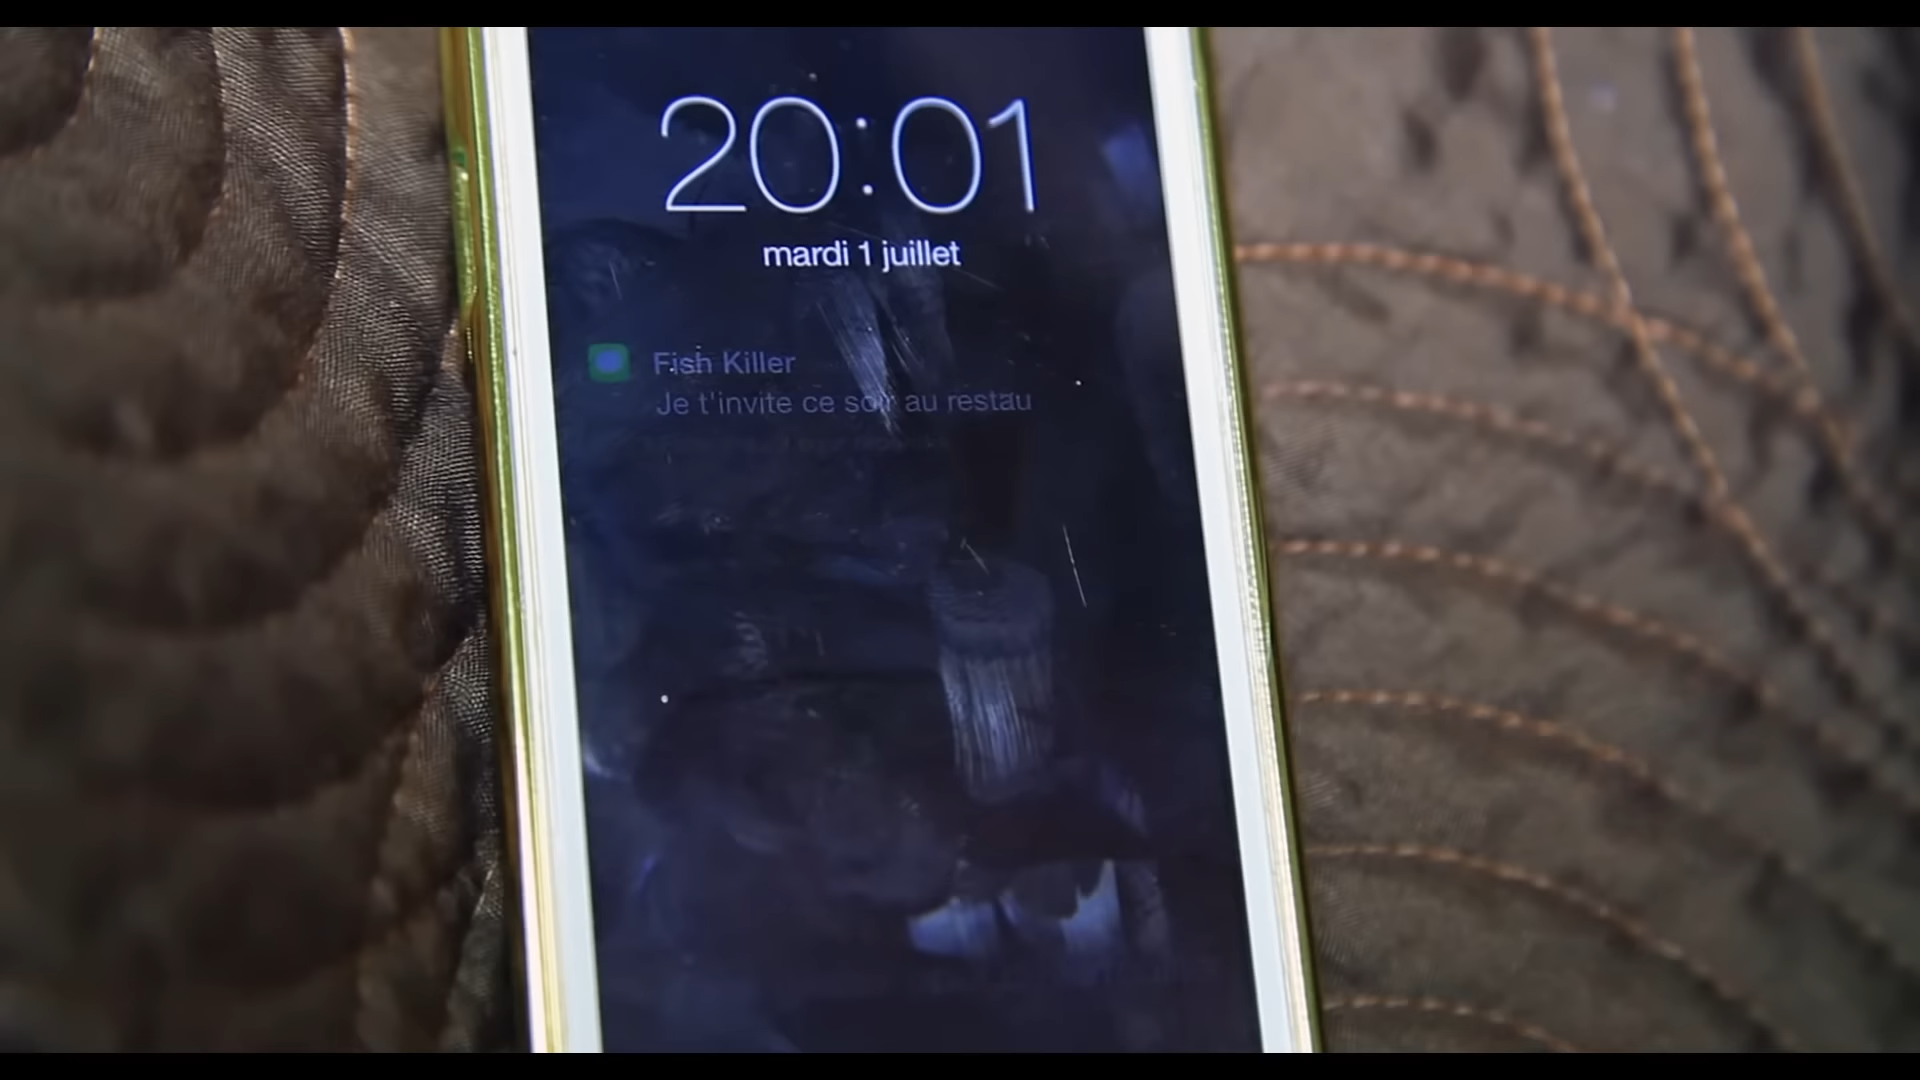 20:01
mardi 1 juillet
Fish Killer
Je t'invite ce soir au restau